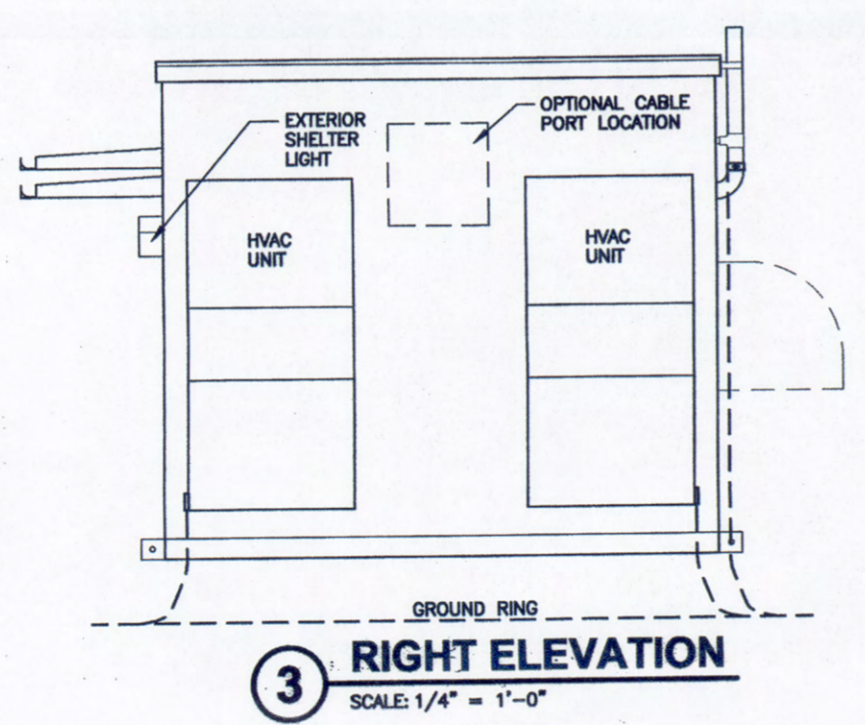 EXTERIOR
SHELTER
LIGHT
OPTIONAL CABLE
PORT LOCATION
HVAC
UNIT
HVAC
UNIT
GROUND RING
3
RIGHT ELEVATION
SCALE: 1/4" = 1'-0"